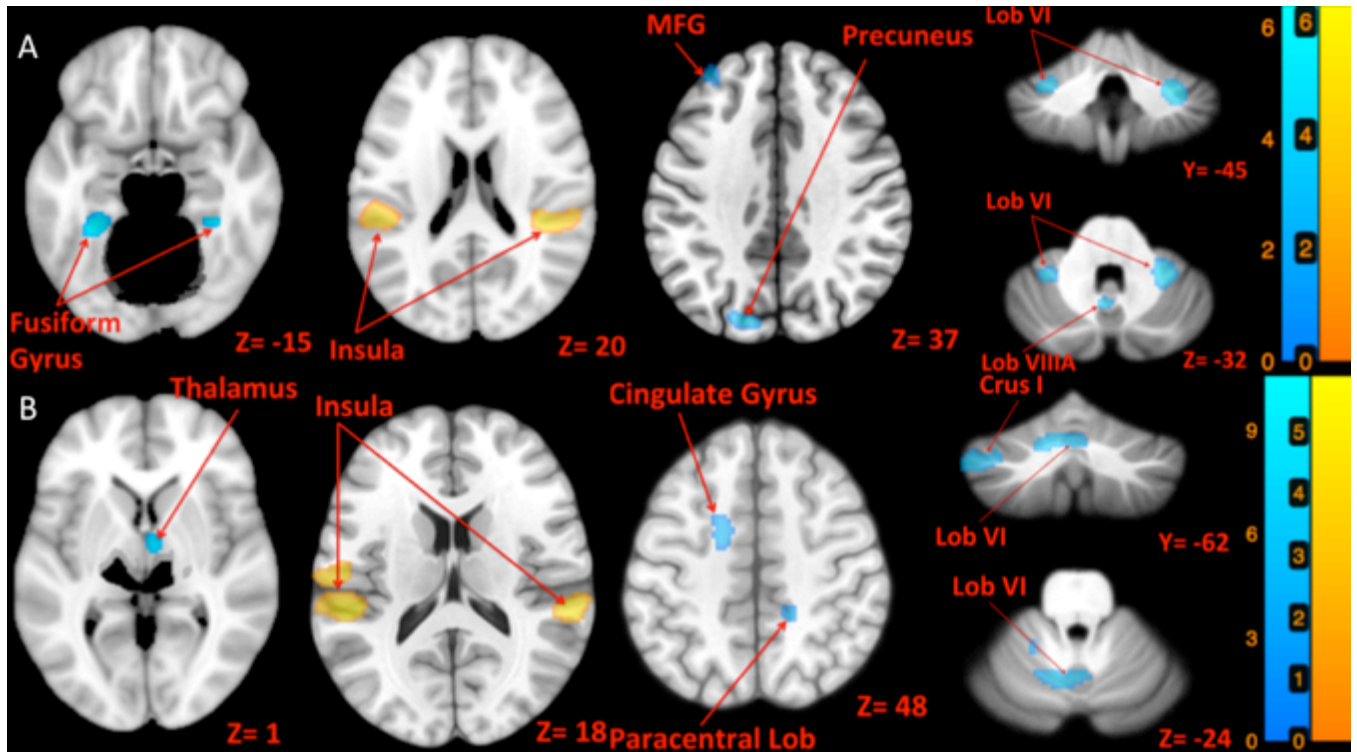 A
MFG
Precuneus
Lob VI
Y= -45
Lob VI
Fusiform
Gyrus
Z= -15
Insula
Z= 20
Z= 37
Lob VIIIA
Z= -32
6
4
2
0
6
4
2
0
B
Thalamus
Insula
Cingulate Gyrus
Crus I
Lob VI
Y= -62
Lob VI
Z= 1
Z= 18
Paracentral Lob
Z= 48
Z= -24
9
6
3
0
5
4
3
2
1
0